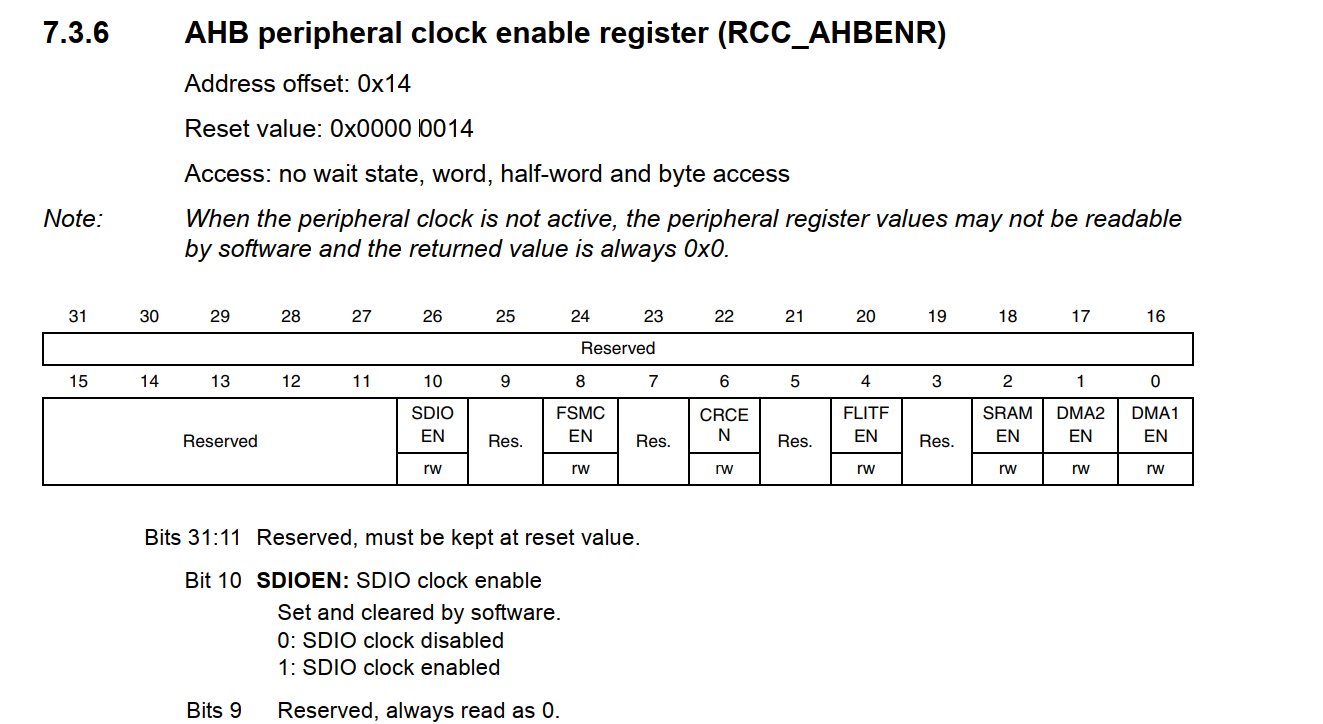 7.3.6 AHB peripheral clock enable register (RCC_AHBENR)
Address offset: 0x14
Reset value: 0x0000 0014
Access: no wait state, word, half-word and byte access
Note: When the peripheral clock is not active, the peripheral register values may not be readable
by software and the returned value is always 0x0.
31 30 29 28 27 26 25 24 23 22 21 20 19 18 17 16
Reserved
15 14 13 12 11 10 9 8 7 6 5 4 3 2 1 0
SDIO FSMC CRCE FLITF SRAM DMA2 DMA1
EN EN N EN EN EN EN
Reserved Res. Res. Res. Res.
rw rw rw rw rw rw rw
Bits 31:11 Reserved, must be kept at reset value.
Bit 10 SDIOEN: SDIO clock enable
Set and cleared by software.
0: SDIO clock disabled
1: SDIO clock enabled
Bits 9 Reserved, always read as 0.